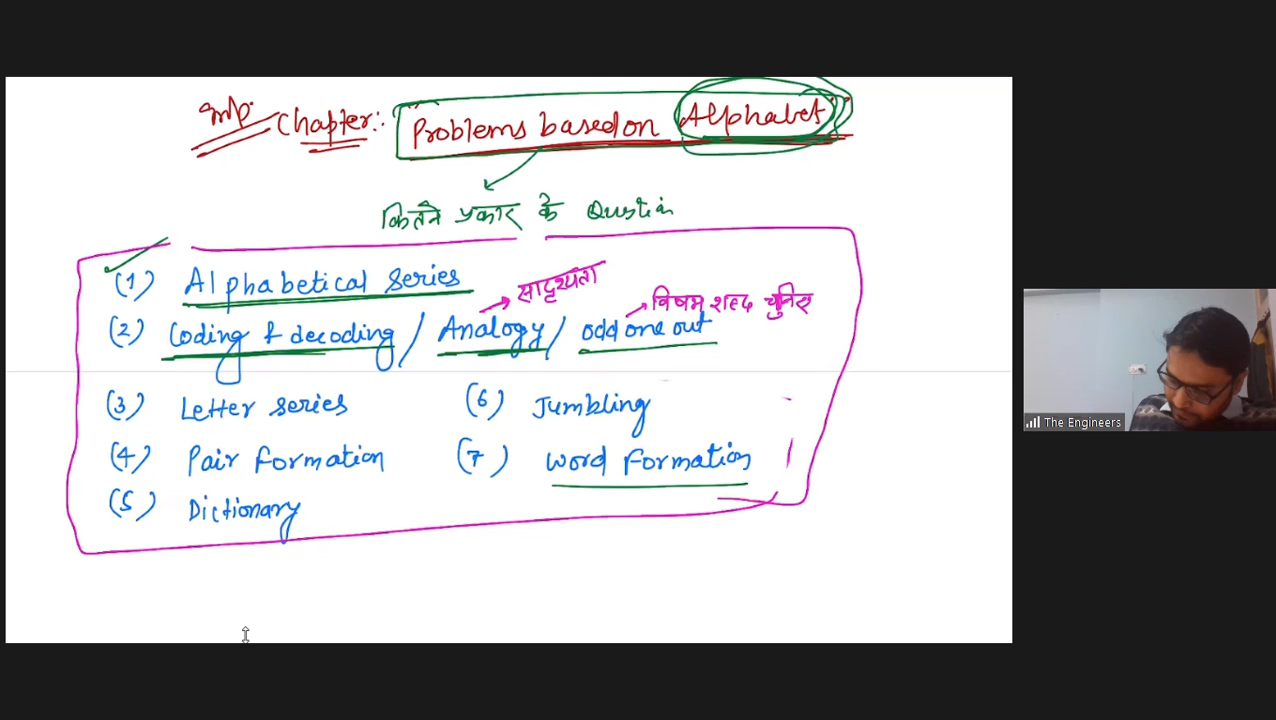 Imp. Chapter:- "Problems based on Alphabet"
कितने प्रकार के Question
(1) Alphabetical series
(2) Coding & decoding / Analogy / odd one out
→ सादृश्यता
→ विषम शब्द चुनिए
(3) Letter series
(4) Pair formation
(5) Dictionary
(6) Jumbling
(7) word formation
The Engineers